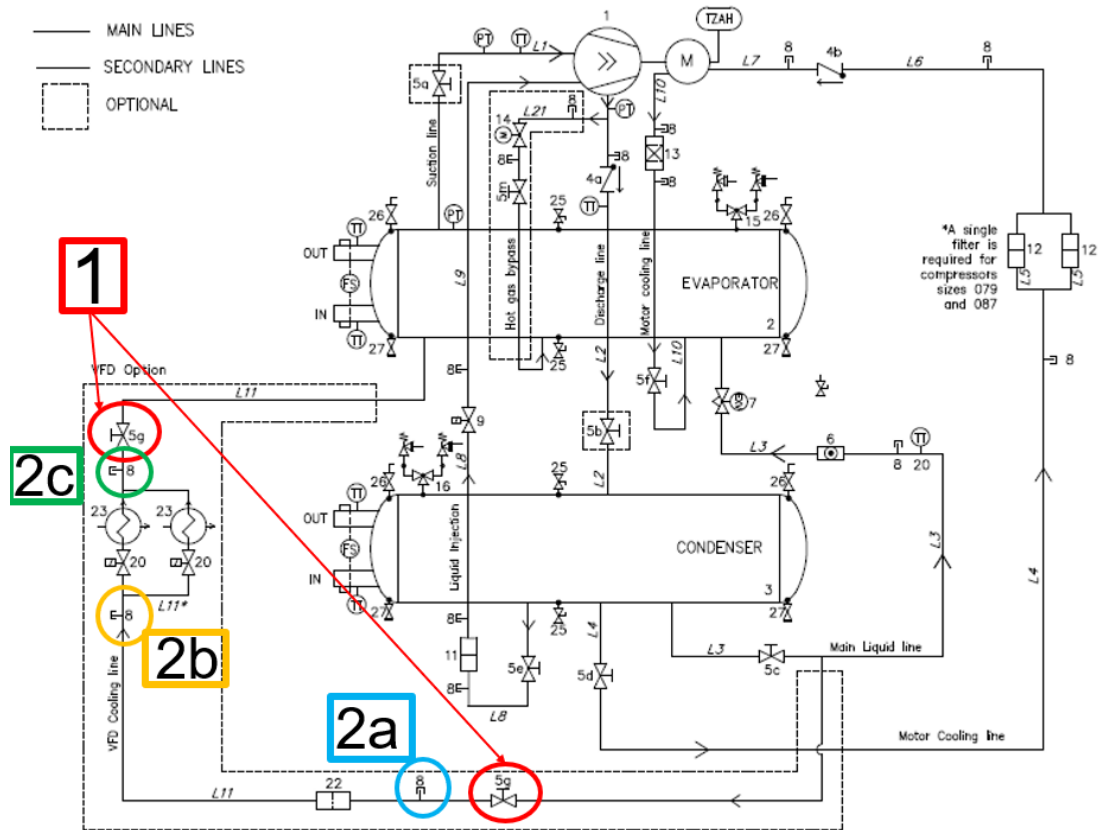 MAIN LINES
SECONDARY LINES
OPTIONAL
1
TZAH
PT
TT
L1
M
L7
8
4b
L6
8
5a
Suction line
L21
8
14
M
8
5m
PT
8
4a
TT
L10
8
13
8
15
25
26
TT
PT
26
OUT
FS
IN
TT
27
L9
Hot gas bypass
Discharge line
Motor cooling line
EVAPORATOR
2
27
25
L2
L10
5f
7
*A single
filter is
required for
compressors
sizes 079
and 087
12
12
L5
L5
8
1
VFD Option
L11
5g
2c
8
23
23
20
20
8
L11*
2b
VFD Cooling line
8
9
L8
16
5b
L2
L3
6
8
TT
20
25
26
TT
26
OUT
FS
IN
TT
27
Liquid Injection
CONDENSER
3
27
25
L3
L4
8
11
8
5e
L8
L4
5d
L3
5c
Main Liquid line
Motor Cooling line
2a
8
5g
L11
22